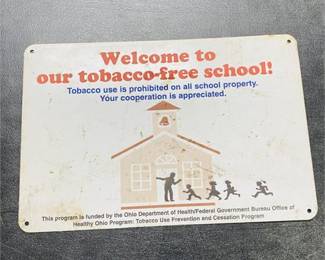 Welcome to
our tobacco-free school!
Tobacco use is prohibited on all school property.
Your cooperation is appreciated.
This program is funded by the Ohio Department of Health/Federal Government Bureau Office of
Healthy Ohio Program: Tobacco Use Prevention and Cessation Program